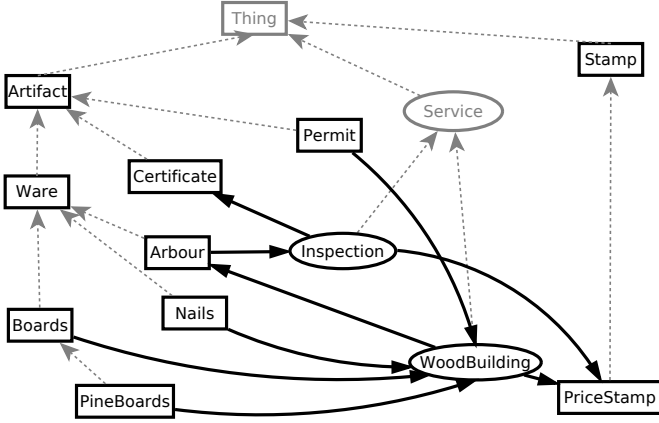 Thing
Stamp
Artifact
Service
Permit
Certificate
Ware
Arbour
Inspection
Nails
Boards
WoodBuilding
PineBoards
PriceStamp